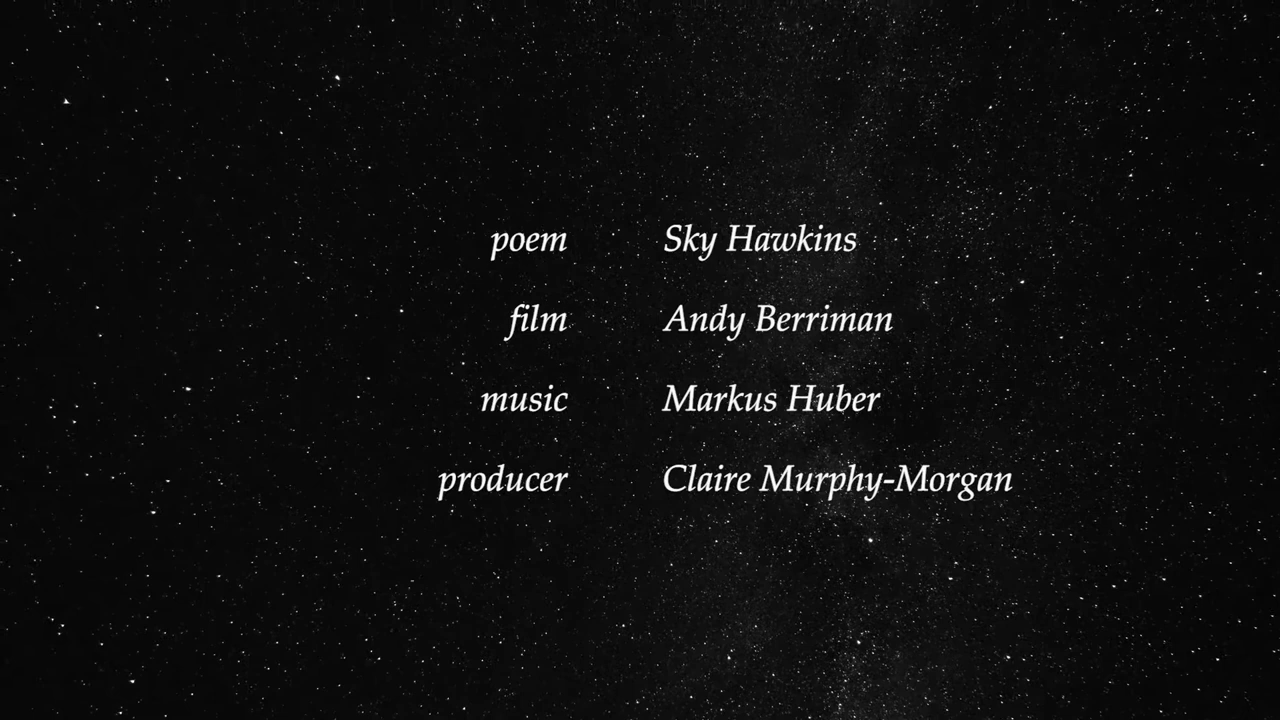 poem Sky Hawkins
film Andy Berriman
music Markus Huber
producer Claire Murphy-Morgan